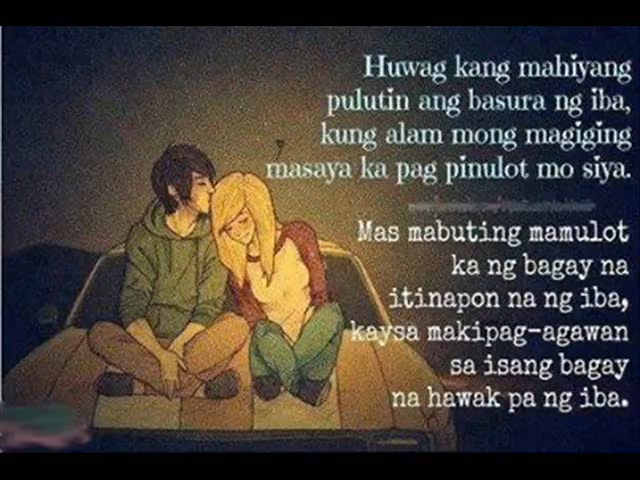 Huwag kang mahiyang
pulutin ang basura ng iba,
kung alam mong magiging
masaya ka pag pinulot mo siya.
Mas mabuting mamulot
ka ng bagay na
itinapon na ng iba,
kaysa makipag-agawan
sa isang bagay
na hawak pa ng iba.